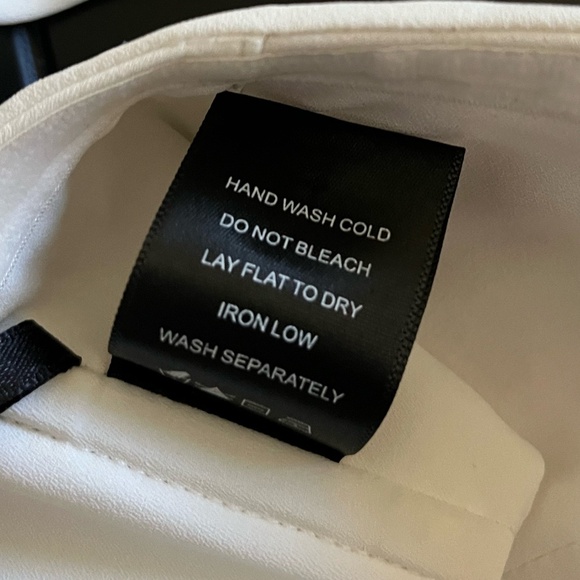 HAND WASH COLD
DO NOT BLEACH
LAY FLAT TO DRY
IRON LOW
WASH SEPARATELY